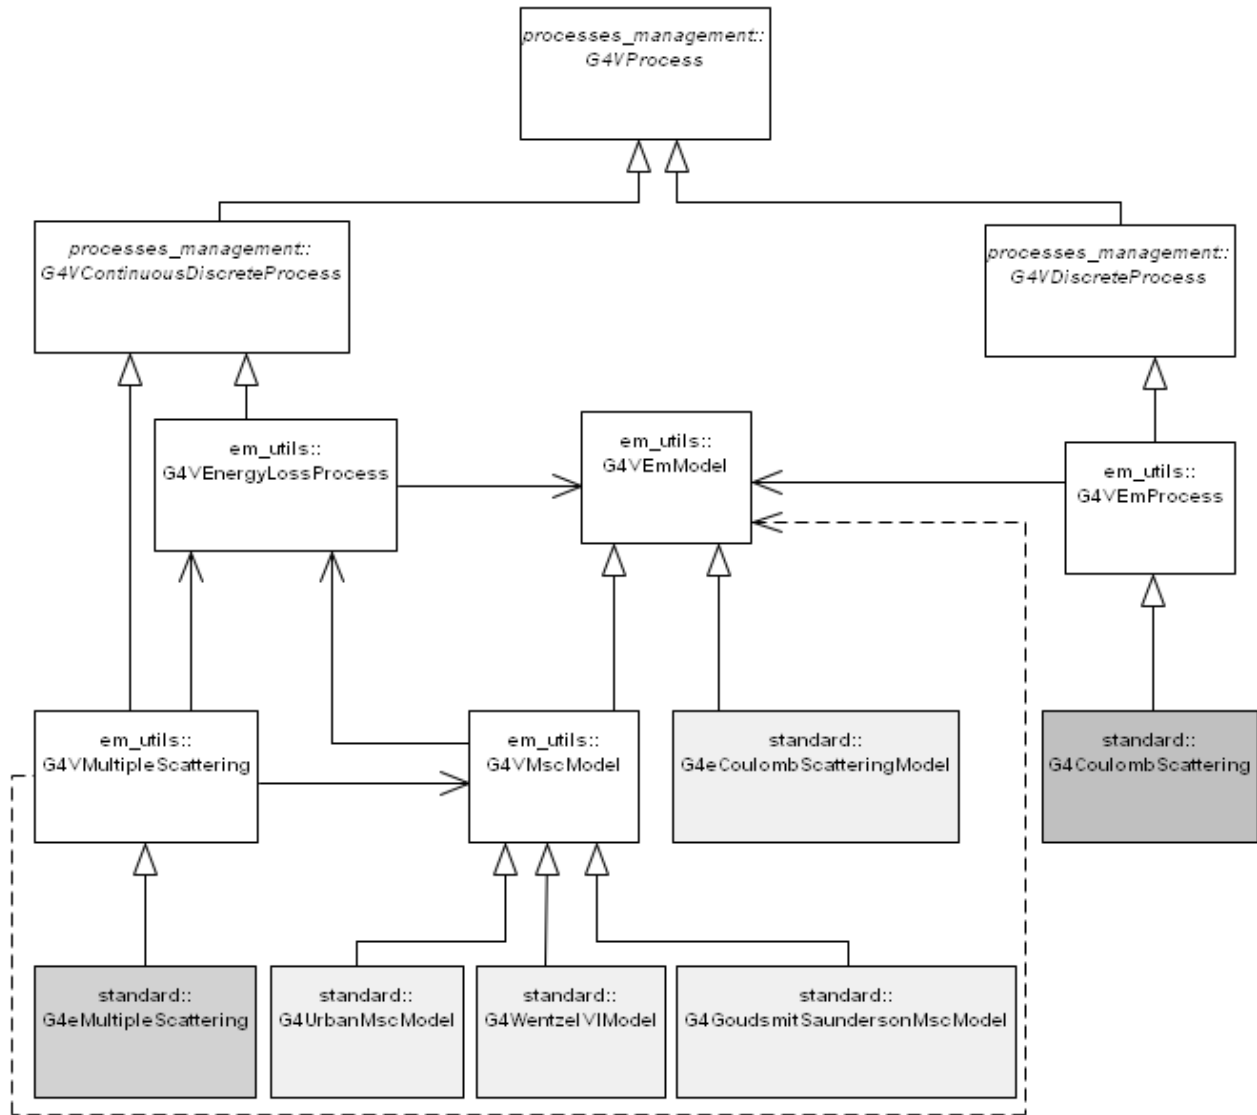 processes_management::
G4VProcess
processes_management::
G4VContinuousDiscreteProcess
processes_management::
G4VDiscreteProcess
em_utils::
G4VEnergyLossProcess
em_utils::
G4VEmModel
em_utils::
G4VEmProcess
em_utils::
G4VMultipleScattering
em_utils::
G4VMscModel
standard::
G4eCoulombScatteringModel
standard::
G4CoulombScattering
standard::
G4eMultipleScattering
standard::
G4UrbanMscModel
standard::
G4WentzelVIModel
standard::
G4GoudsmitSaundersonMscModel